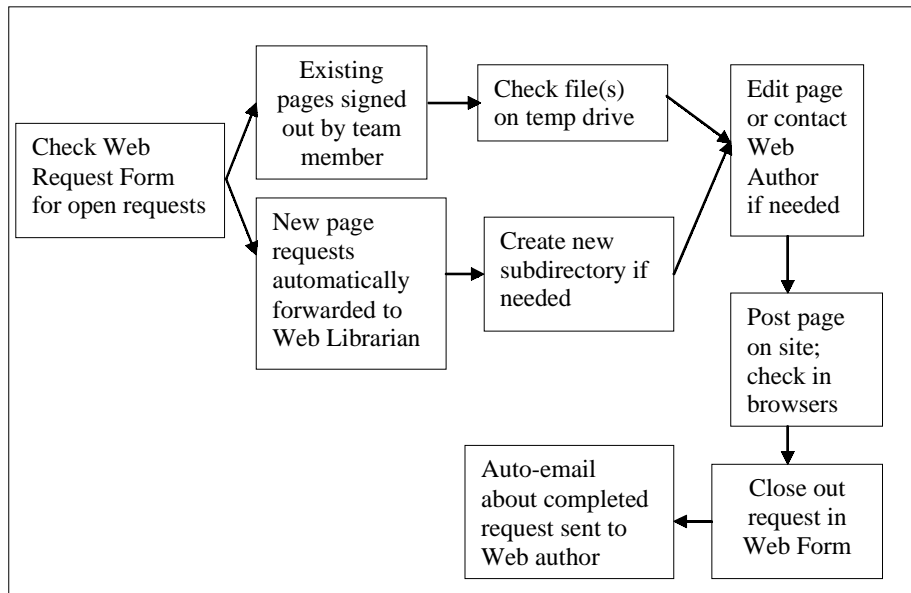 Check Web
Request Form
for open requests
Existing
pages signed
out by team
member
Check file(s)
on temp drive
New page
requests
automatically
forwarded to
Web Librarian
Create new
subdirectory if
needed
Edit page
or contact
Web
Author
if needed
Post page
on site;
check in
browsers
Close out
request in
Web Form
Auto-email
about completed
request sent to
Web author